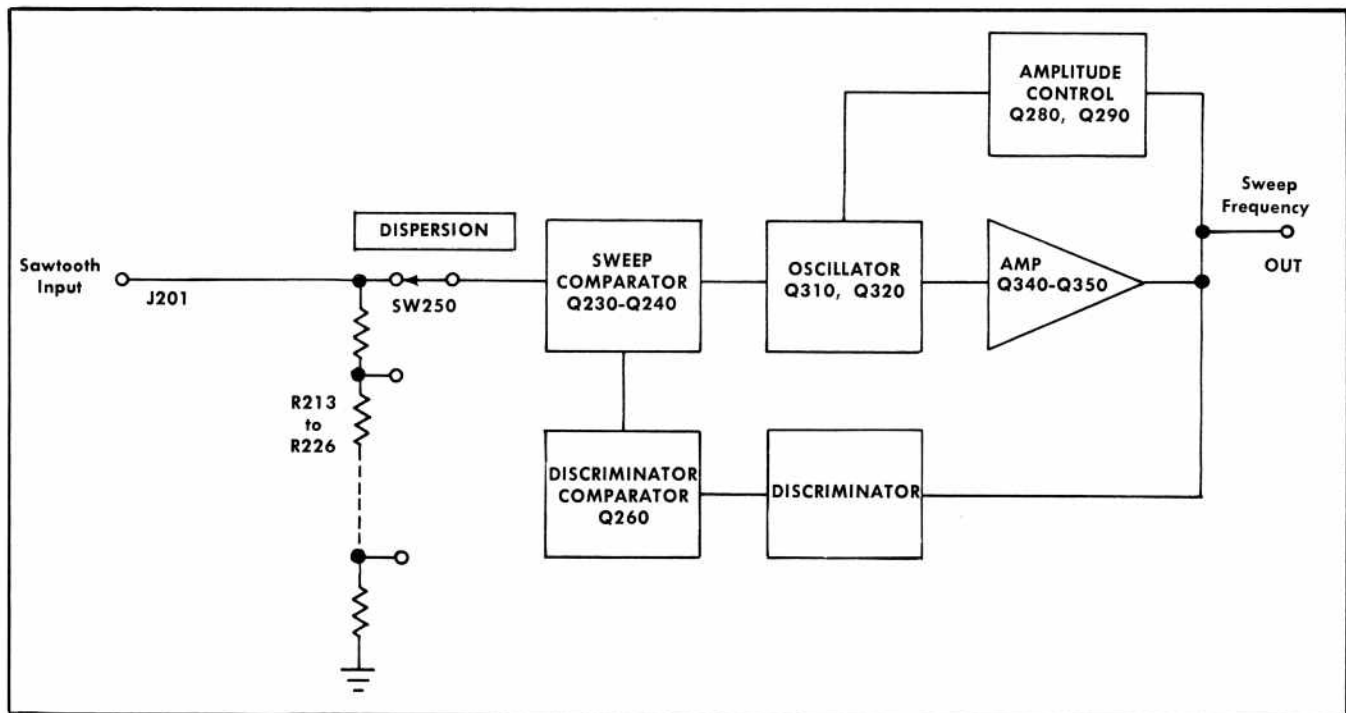 AMPLITUDE
CONTROL
Q280, Q290
Sweep
Frequency
OUT
DISPERSION
Sawtooth
Input
J201
SW250
SWEEP
COMPARATOR
Q230-Q240
OSCILLATOR
Q310, Q320
AMP
Q340-Q350
R213
to
R226
DISCRIMINATOR
COMPARATOR
Q260
DISCRIMINATOR